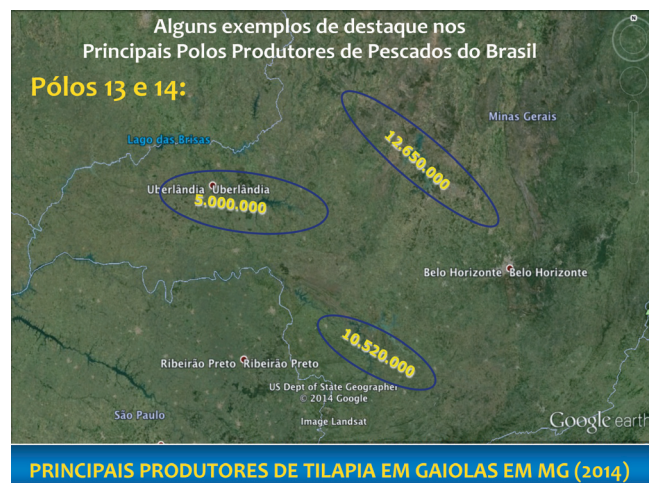 Alguns exemplos de destaque nos
Principais Polos Produtores de Pescados do Brasil
Pólos 13 e 14:
N
Minas Gerais
12.650.000
Lago das Brisas
Uberlândia Uberlândia
5.000.000
Belo Horizonte Belo Horizonte
10.520.000
Ribeirão Preto Ribeirão Preto
US Dept of State Geographer
© 2014 Google
São Paulo
Image Landsat
Google earth
PRINCIPAIS PRODUTORES DE TILAPIA EM GAIOLAS EM MG (2014)